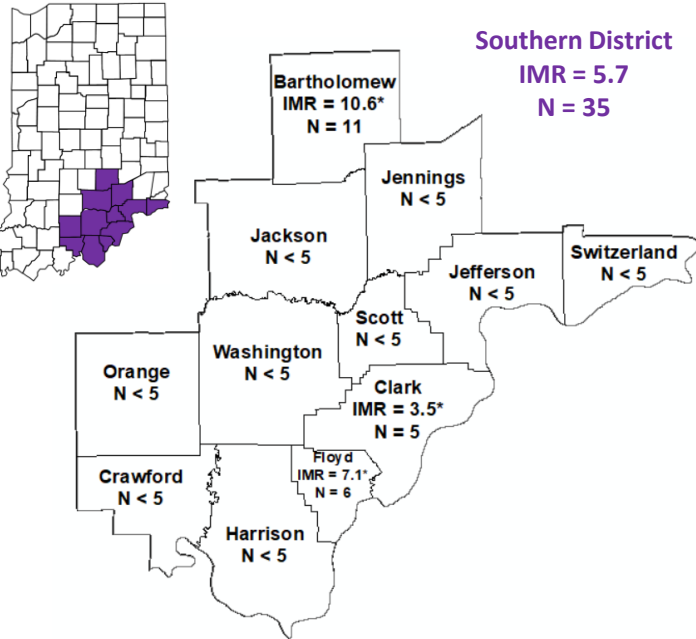 Southern District
IMR = 5.7
N = 35
Bartholomew
IMR = 10.6*
N = 11
Jennings
N < 5
Jackson
N < 5
Switzerland
N < 5
Jefferson
N < 5
Scott
N < 5
Washington
N < 5
Orange
N < 5
Clark
IMR = 3.5*
N = 5
Floyd
IMR = 7.1*
N = 6
Crawford
N < 5
Harrison
N < 5